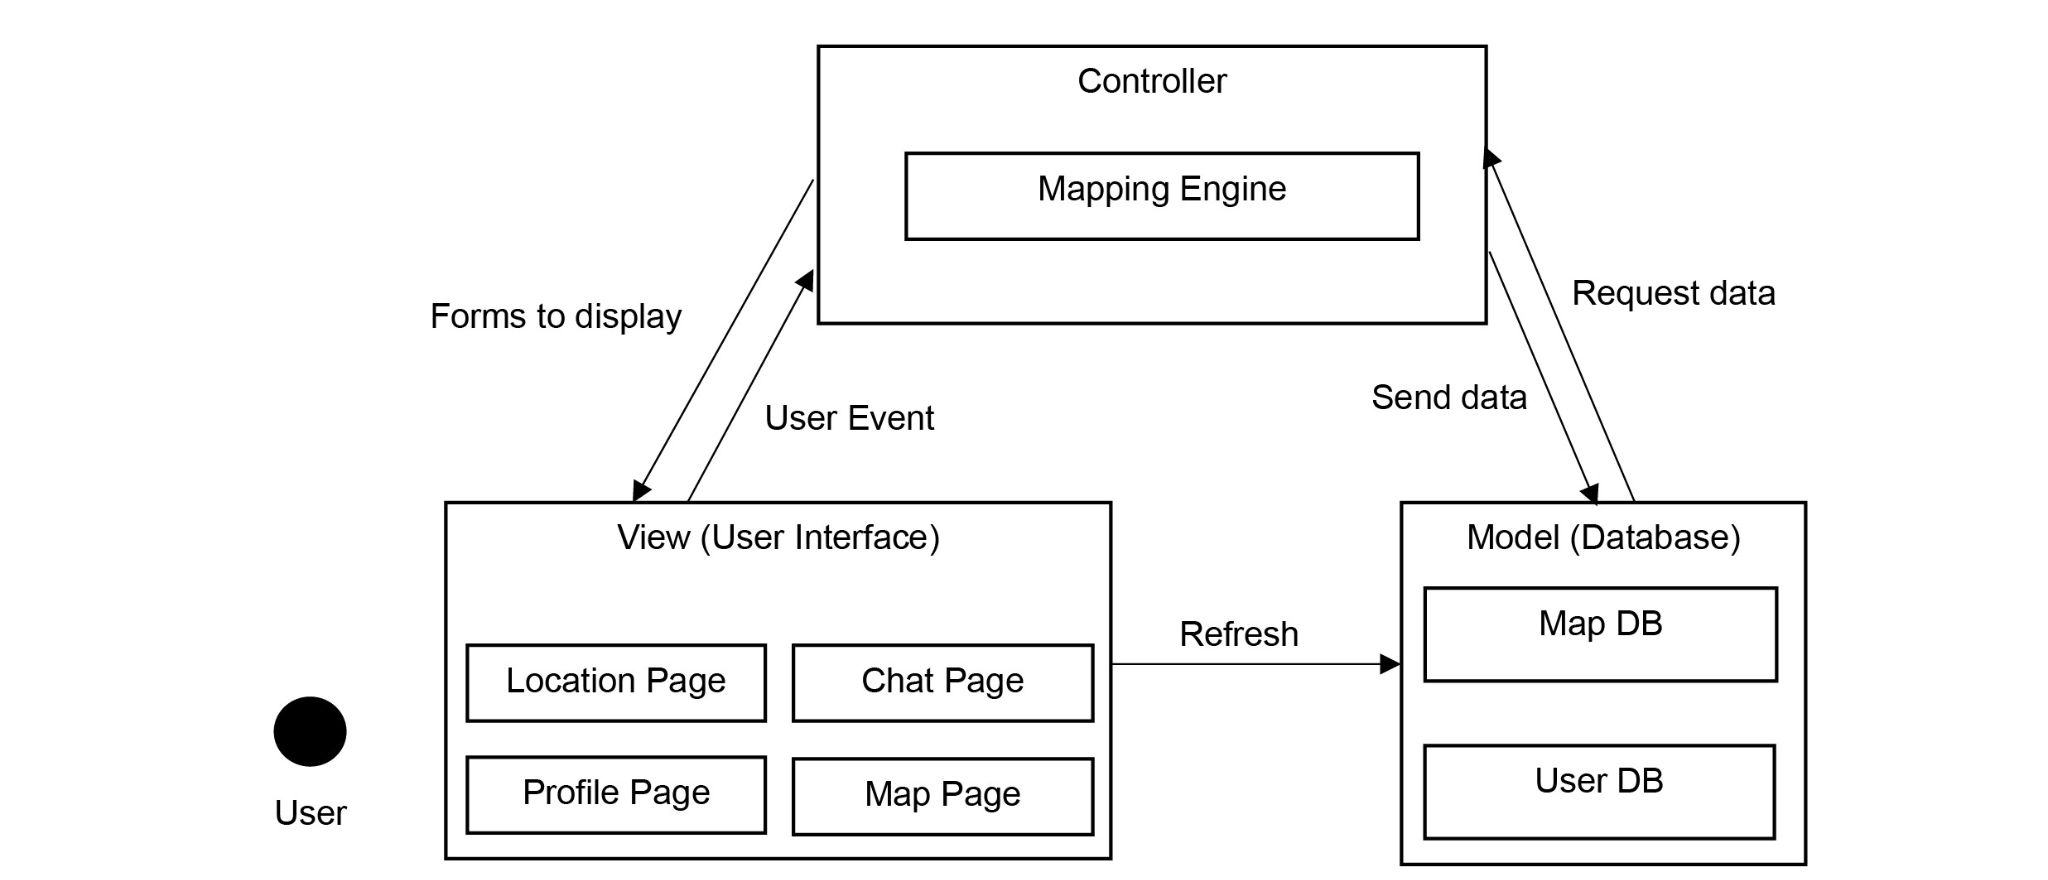 Controller
Mapping Engine
Forms to display
User Event
Request data
Send data
View (User Interface)
Location Page
Chat Page
Profile Page
Map Page
Refresh
Model (Database)
Map DB
User DB
User